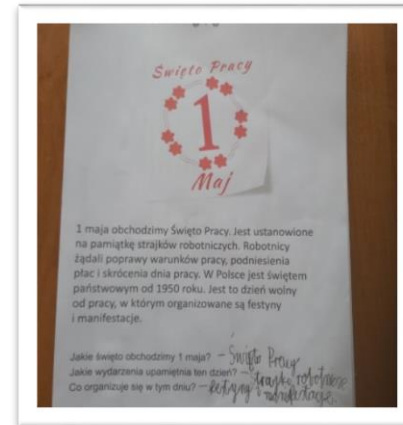 Święto Pracy
1
Maj
1 maja obchodzimy Święto Pracy. Jest ustanowione
na pamiątkę strajków robotniczych. Robotnicy
żądali poprawy warunków pracy, podniesienia
płac i skrócenia dnia pracy. W Polsce jest świętem
państwowym od 1950 roku. Jest to dzień wolny
od pracy, w którym organizowane są festyny
i manifestacje.
Jakie święto obchodzimy 1 maja? – Święto Pracy
Jakie wydarzenia upamiętnia ten dzień? – strajki robotnicze
Co organizuje się w tym dniu? – festyny manifestacje